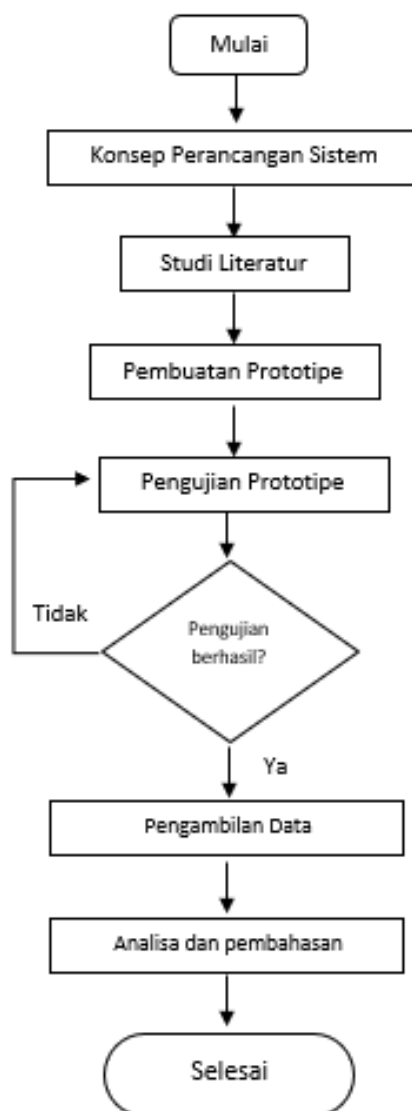 Mulai
Konsep Perancangan Sistem
Studi Literatur
Pembuatan Prototipe
Pengujian Prototipe
Tidak
Pengujian
berhasil?
Ya
Pengambilan Data
Analisa dan pembahasan
Selesai